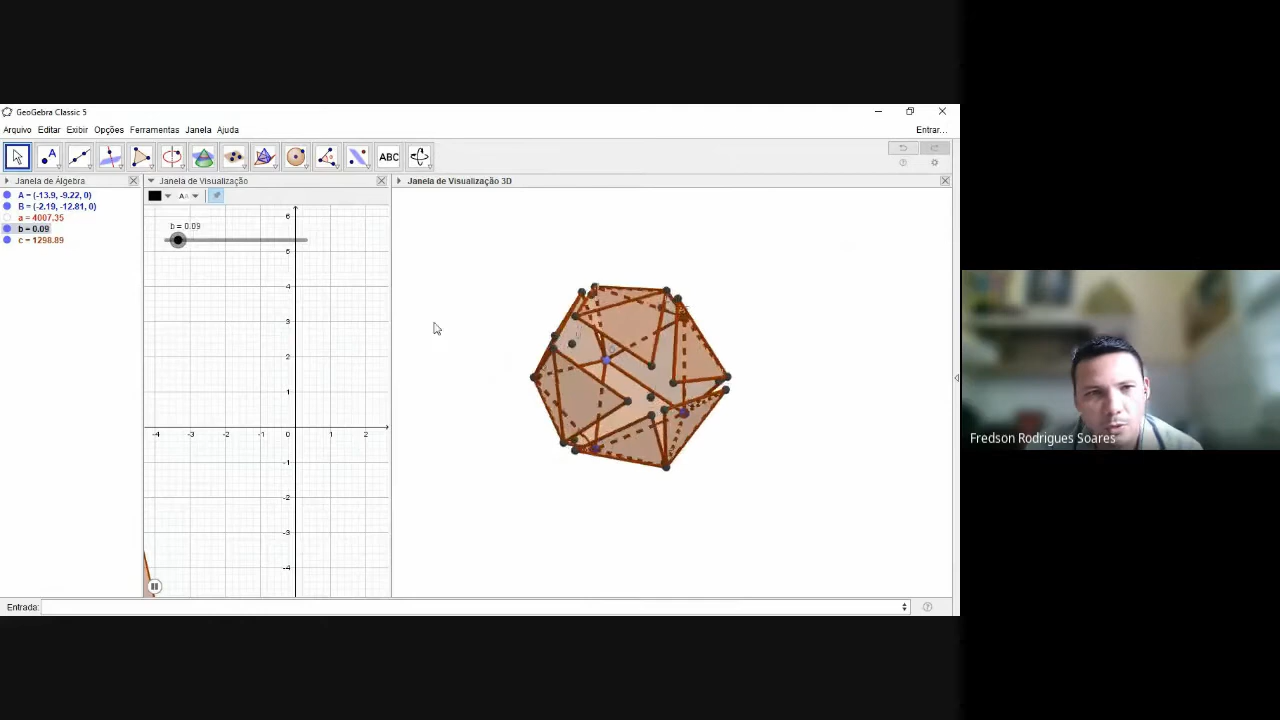 GeoGebra Classic 5
Arquivo Editar Exibir Opções Ferramentas Janela Ajuda
Entrar...
ABC
Janela de Álgebra
Janela de Visualização
Janela de Visualização 3D
A = (-13.9, -9.22, 0)
B = (-2.19, -12.81, 0)
a = 4007.35
b = 0.09
c = 1298.89
b = 0.09
6
5
4
3
2
1
-4 -3 -2 -1 0 1 2
-1
-2
-3
-4
Entrada:
Fredson Rodrigues Soares